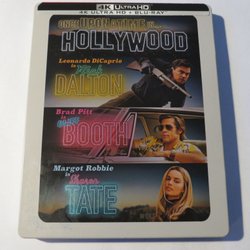 4K ULTRA HD
4K ULTRA HD + BLU-RAY
ONCE UPON A TIME IN...
HOLLYWOOD
Leonardo DiCaprio
is Rick
DALTON
Brad Pitt
is Cliff
BOOTH
Margot Robbie
is Sharon
TATE